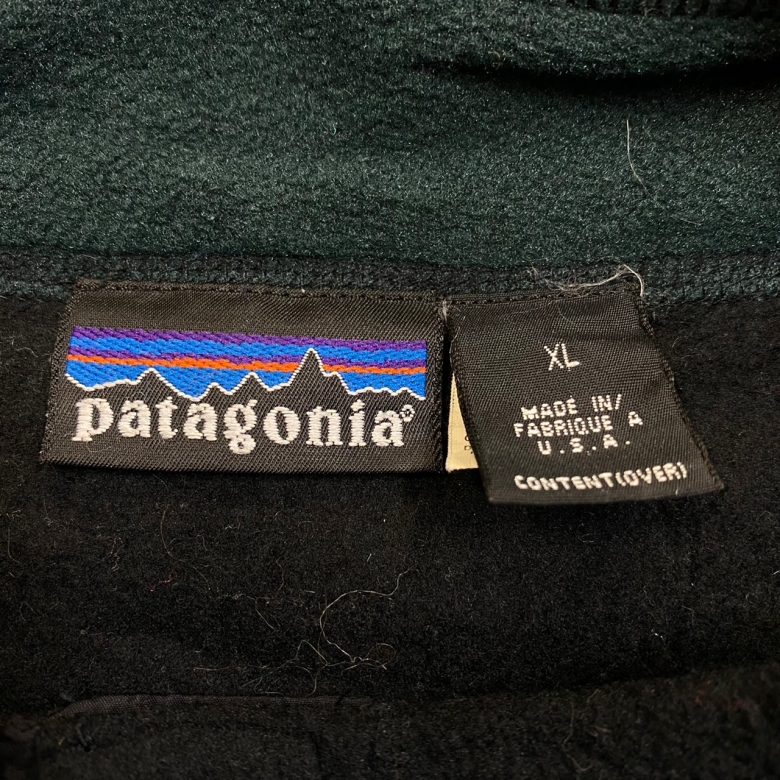 patagonia®
XL
MADE IN/
FABRIQUE A
U.S.A.
CONTENT(OVER)